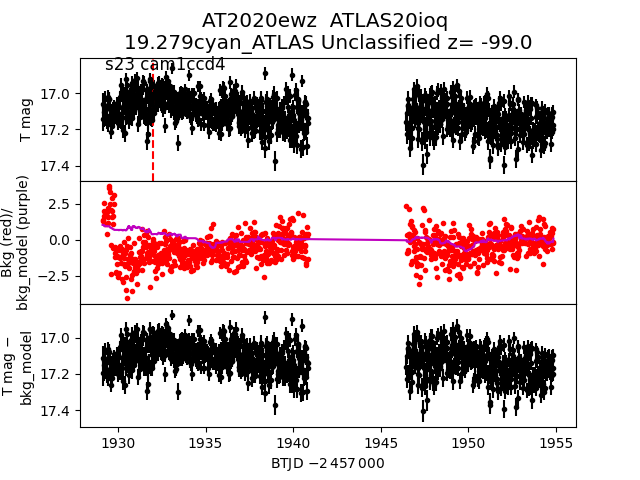 AT2020ewz  ATLAS20ioq
19.279cyan_ATLAS Unclassified z= -99.0
s23 cam1ccd4
17.0
17.2
17.4
T mag
2.5
0.0
−2.5
Bkg (red)/
bkg_model (purple)
17.0
17.2
17.4
T mag −
bkg_model
1930 1935 1940 1945 1950 1955
BTJD −2 457 000